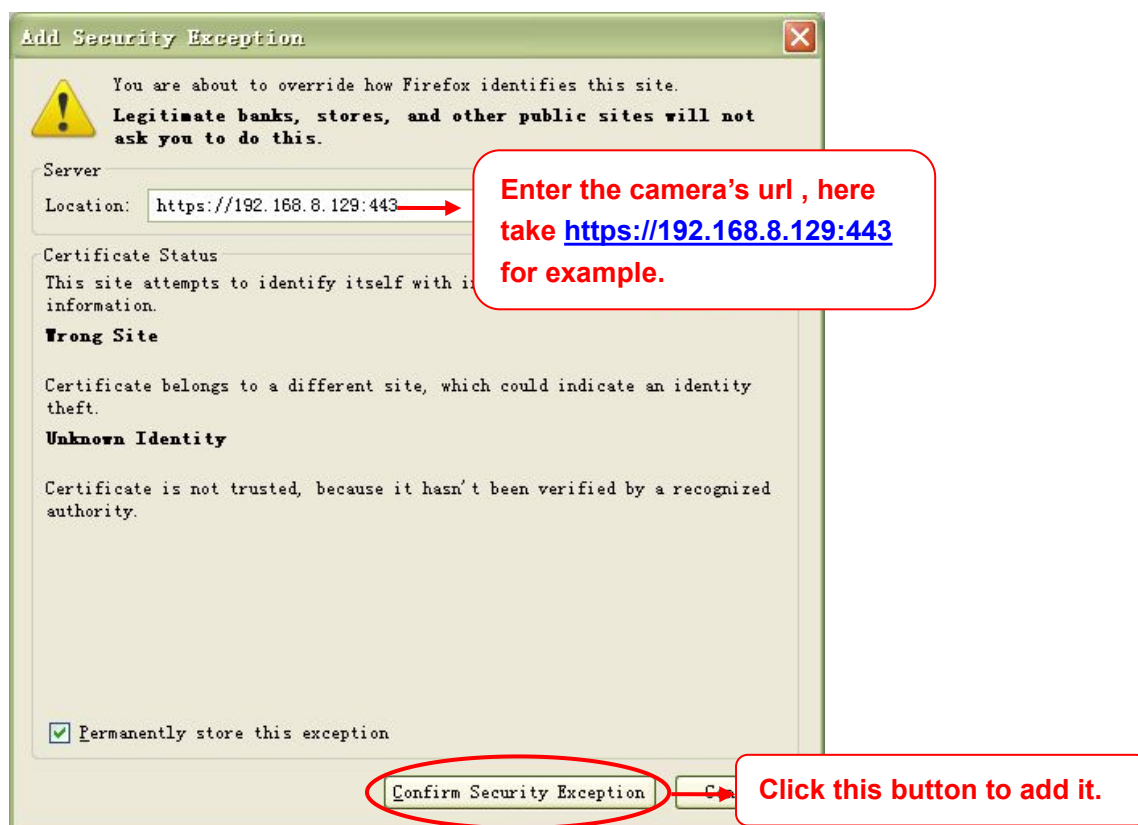 Add Security Exception
You are about to override how Firefox identifies this site.
Legitimate banks, stores, and other public sites will not
ask you to do this.
Server
Location: https://192.168.8.129:443
Enter the camera's url , here
take https://192.168.8.129:443
for example.
Certificate Status
This site attempts to identify itself with
information.
Wrong Site
Certificate belongs to a different site, which could indicate an identity
theft.
Unknown Identity
Certificate is not trusted, because it hasn't been verified by a recognized
authority.
Permanently store this exception
Confirm Security Exception
Click this button to add it.